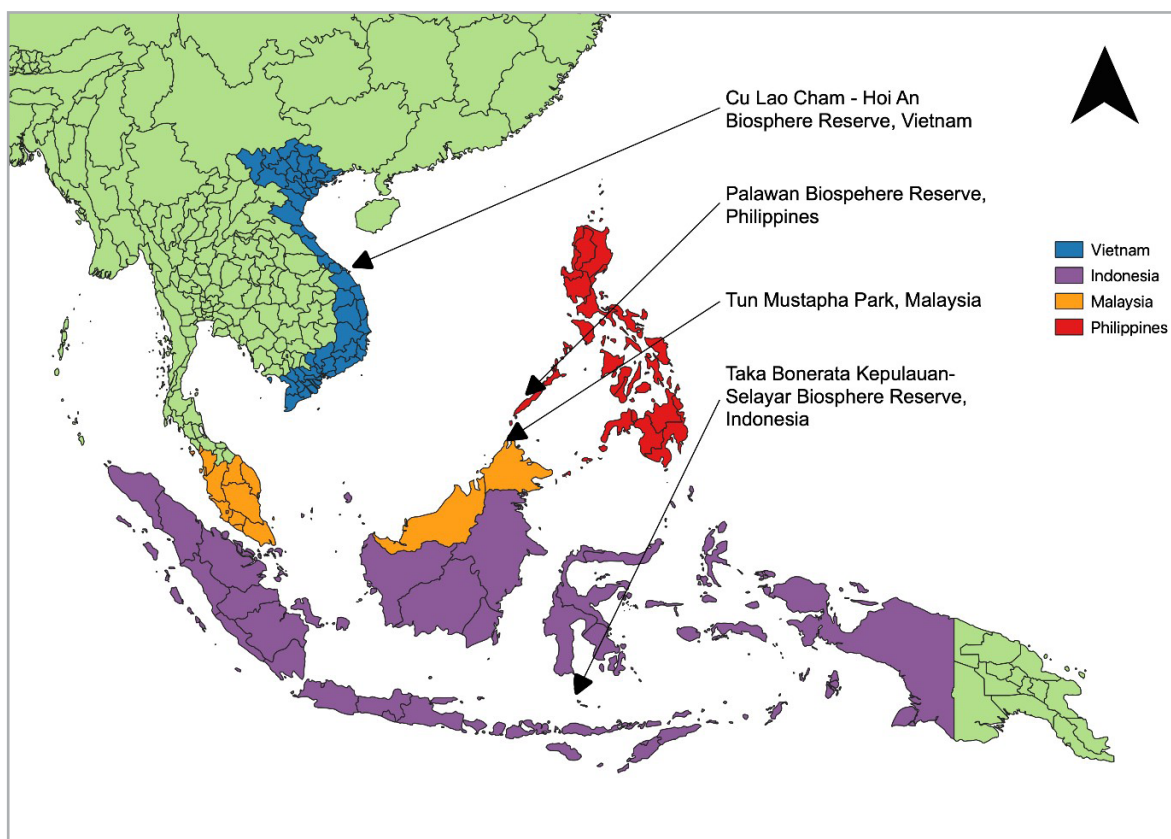 Cu Lao Cham - Hoi An
Biosphere Reserve, Vietnam
Palawan Biospehere Reserve,
Philippines
Tun Mustapha Park, Malaysia
Taka Bonerata Kepulauan-
Selayar Biosphere Reserve,
Indonesia
Vietnam
Indonesia
Malaysia
Philippines